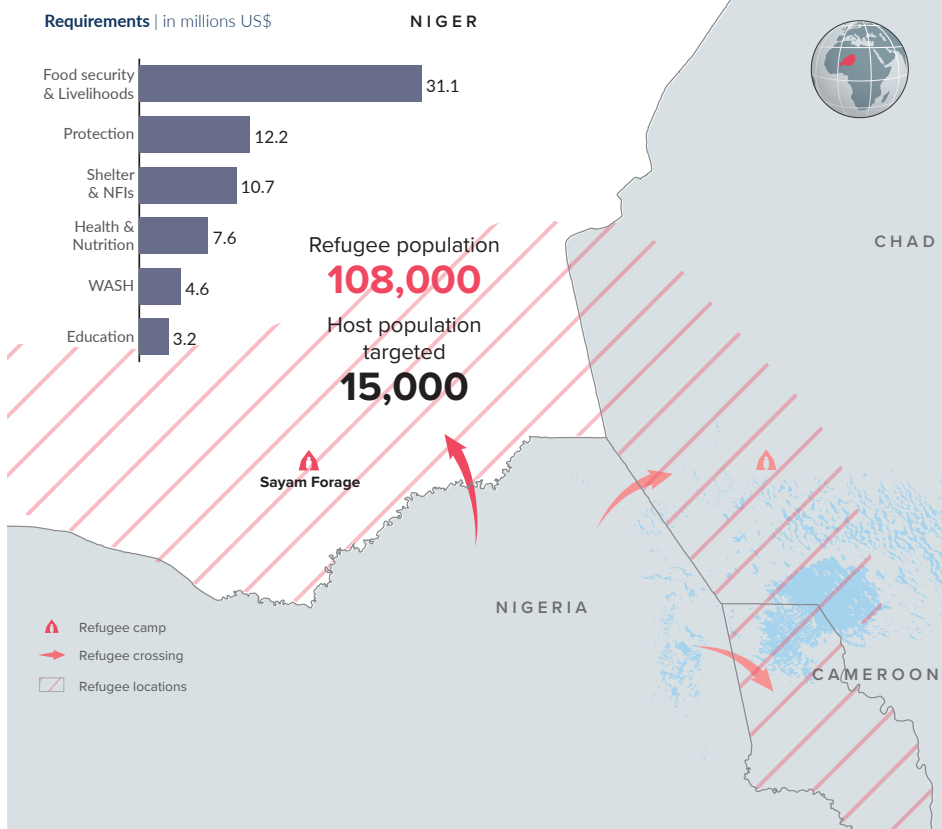 Requirements | in millions US$
NIGER
Food security
& Livelihoods
31.1
Protection
12.2
Shelter
& NFIs
10.7
Health &
Nutrition
7.6
WASH
4.6
Education
3.2
Refugee population
108,000
Host population
targeted
15,000
CHAD
Sayam Forage
NIGERIA
CAMEROON
Refugee camp
Refugee crossing
Refugee locations